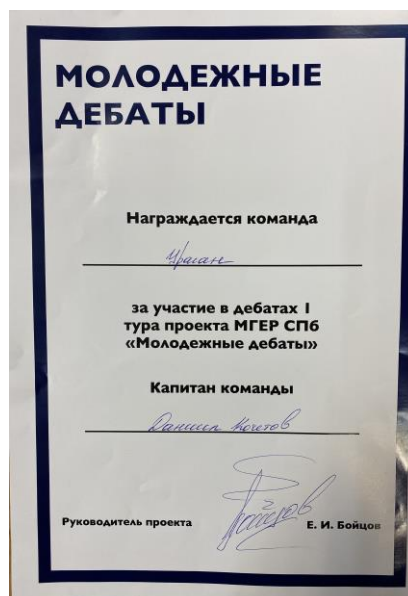 МОЛОДЕЖНЫЕ
ДЕБАТЫ
Награждается команда
Ураган
за участие в дебатах I
тура проекта МГЕР СПб
«Молодежные дебаты»
Капитан команды
Даниил Кочетов
Руководитель проекта
Е. И. Бойцов